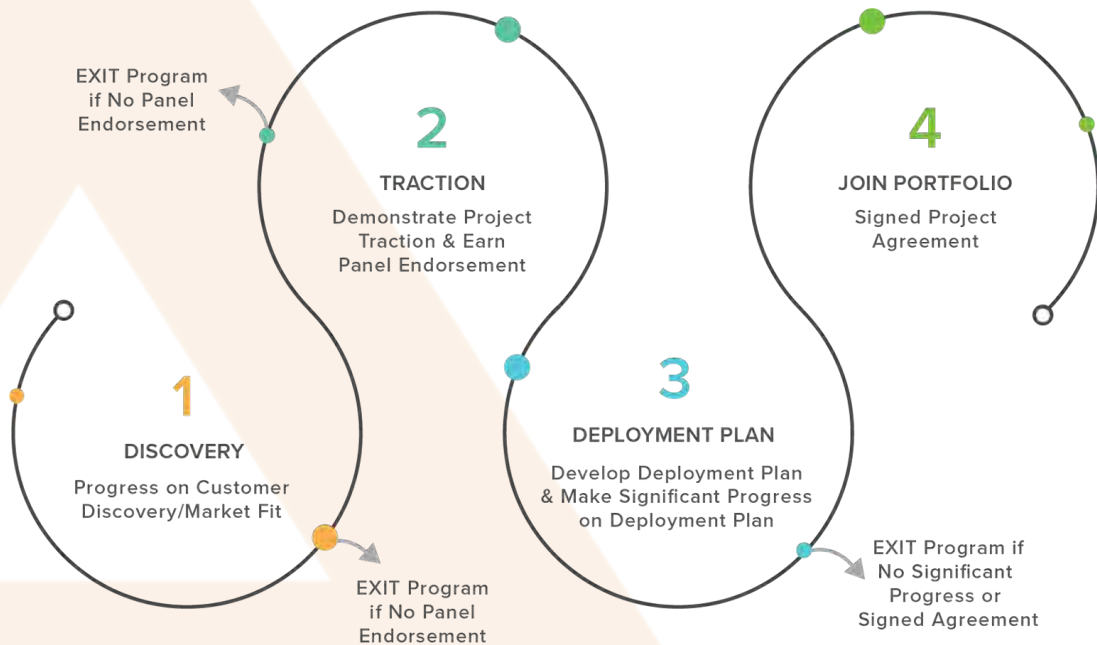 1
DISCOVERY
Progress on Customer
Discovery/Market Fit
EXIT Program
if No Panel
Endorsement
EXIT Program
if No Panel
Endorsement
2
TRACTION
Demonstrate Project
Traction & Earn
Panel Endorsement
3
DEPLOYMENT PLAN
Develop Deployment Plan
& Make Significant Progress
on Deployment Plan
EXIT Program if
No Significant
Progress or
Signed Agreement
4
JOIN PORTFOLIO
Signed Project
Agreement